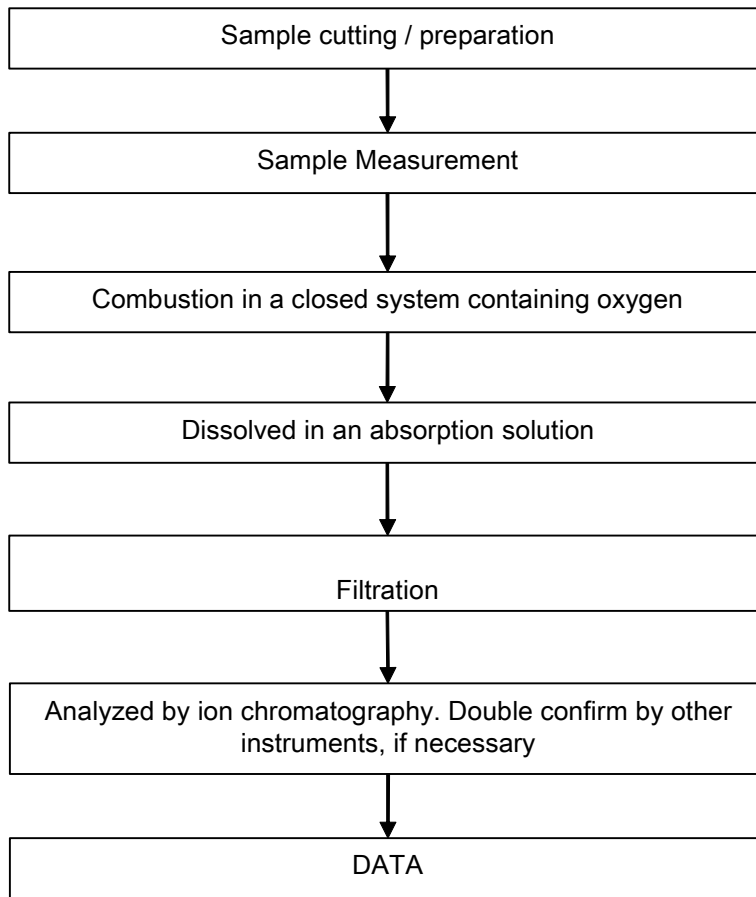 Sample cutting / preparation
Sample Measurement
Combustion in a closed system containing oxygen
Dissolved in an absorption solution
Filtration
Analyzed by ion chromatography. Double confirm by other
instruments, if necessary
DATA